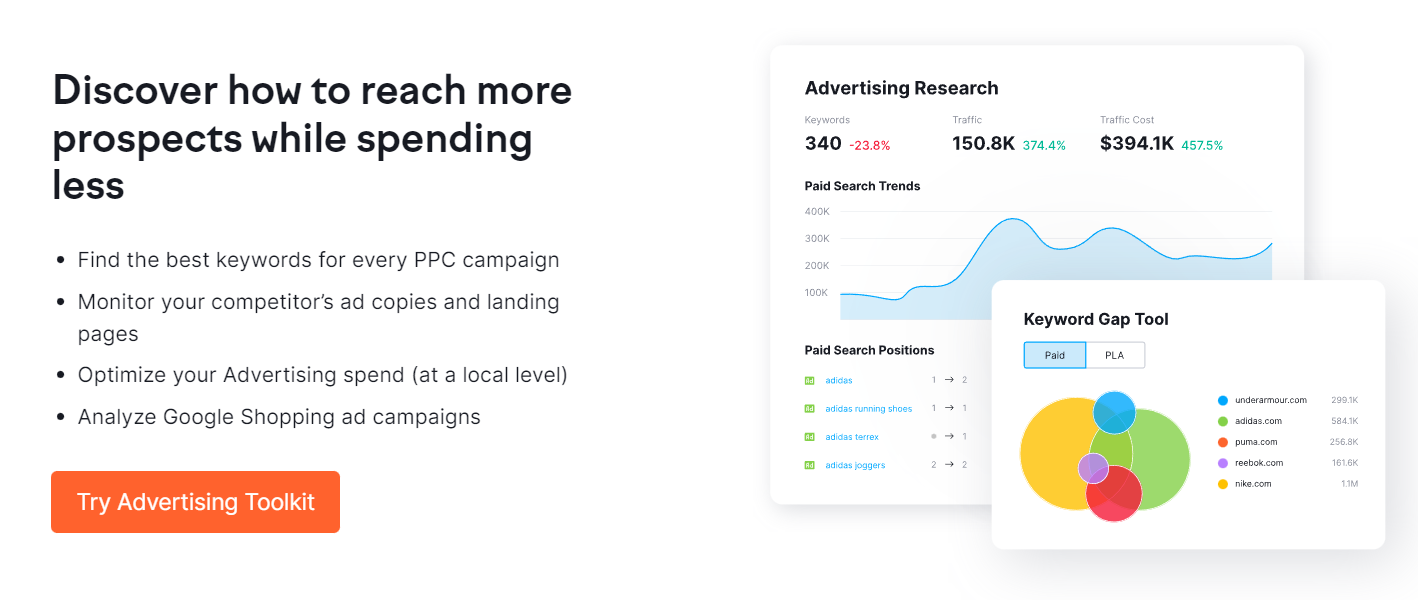 Discover how to reach more
prospects while spending
less
• Find the best keywords for every PPC campaign
• Monitor your competitor’s ad copies and landing
pages
• Optimize your Advertising spend (at a local level)
• Analyze Google Shopping ad campaigns
Try Advertising Toolkit
Advertising Research
Keywords Traffic Traffic Cost
340 -23.8% 150.8K 374.4% $394.1K 457.5%
Paid Search Trends
400K
300K
200K
100K
Paid Search Positions
Ad adidas 1 → 2
Ad adidas running shoes 1 → 1
Ad adidas terrex • → 1
Ad adidas joggers 2 → 2
Keyword Gap Tool
Paid PLA
underarmour.com 299.1K
adidas.com 584.1K
puma.com 256.8K
reebok.com 161.6K
nike.com 1.1M